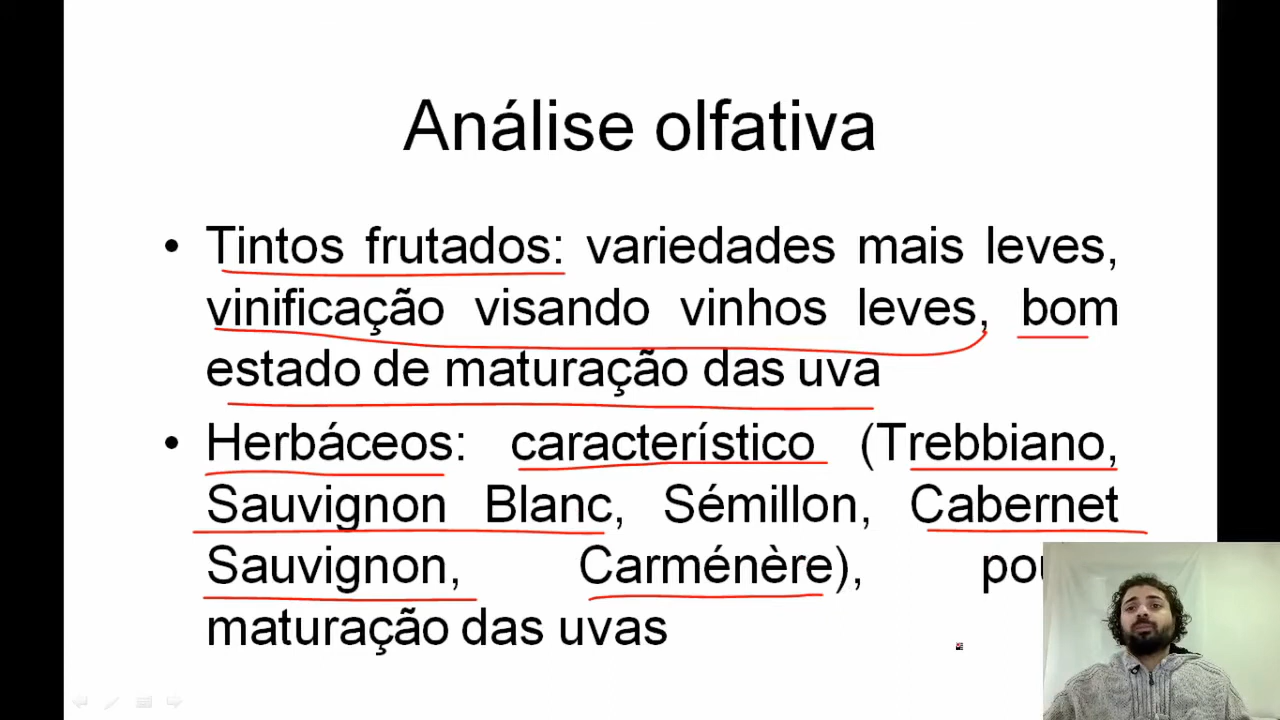 Análise olfativa
• Tintos frutados: variedades mais leves,
vinificação visando vinhos leves, bom
estado de maturação das uva
• Herbáceos: característico (Trebbiano,
Sauvignon Blanc, Sémillon, Cabernet
Sauvignon, Carménère),
maturação das uvas